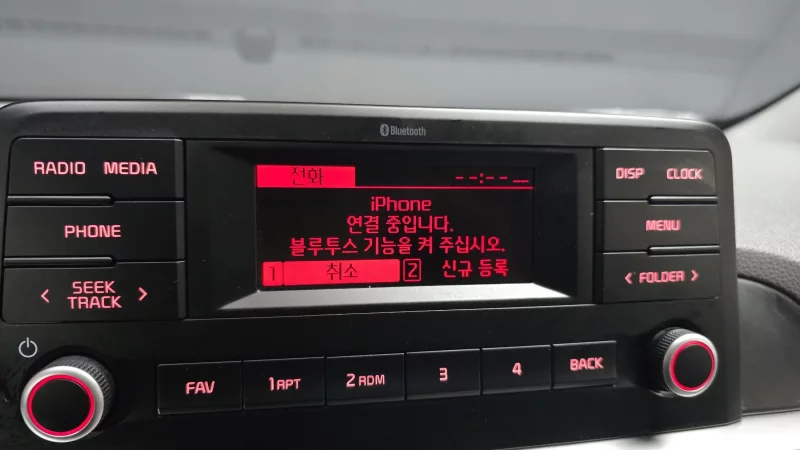 Bluetooth
RADIO MEDIA
전화 --:--
DISP CLOCK
iPhone
PHONE
연결 중입니다.
MENU
블루투스 기능을 켜 주십시오.
1 취소 2 신규 등록
< SEEK TRACK >
< FOLDER >
FAV 1 RPT 2 RDM 3 4 BACK